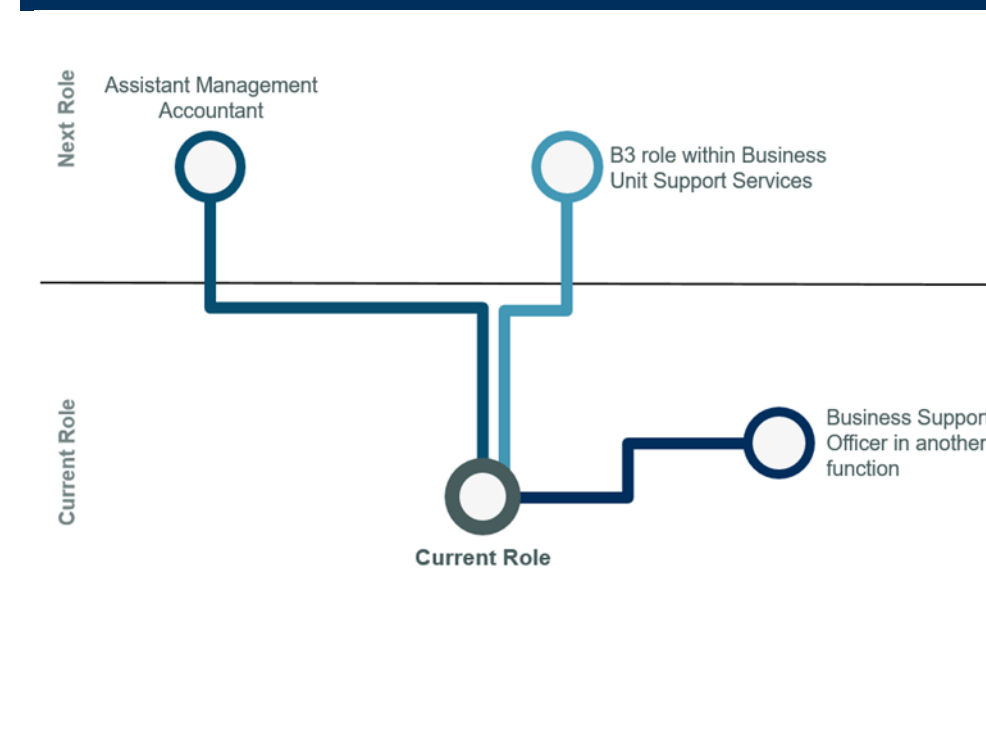 Next Role
Assistant Management
Accountant
B3 role within Business
Unit Support Services
Current Role
Business Support
Officer in another
function
Current Role